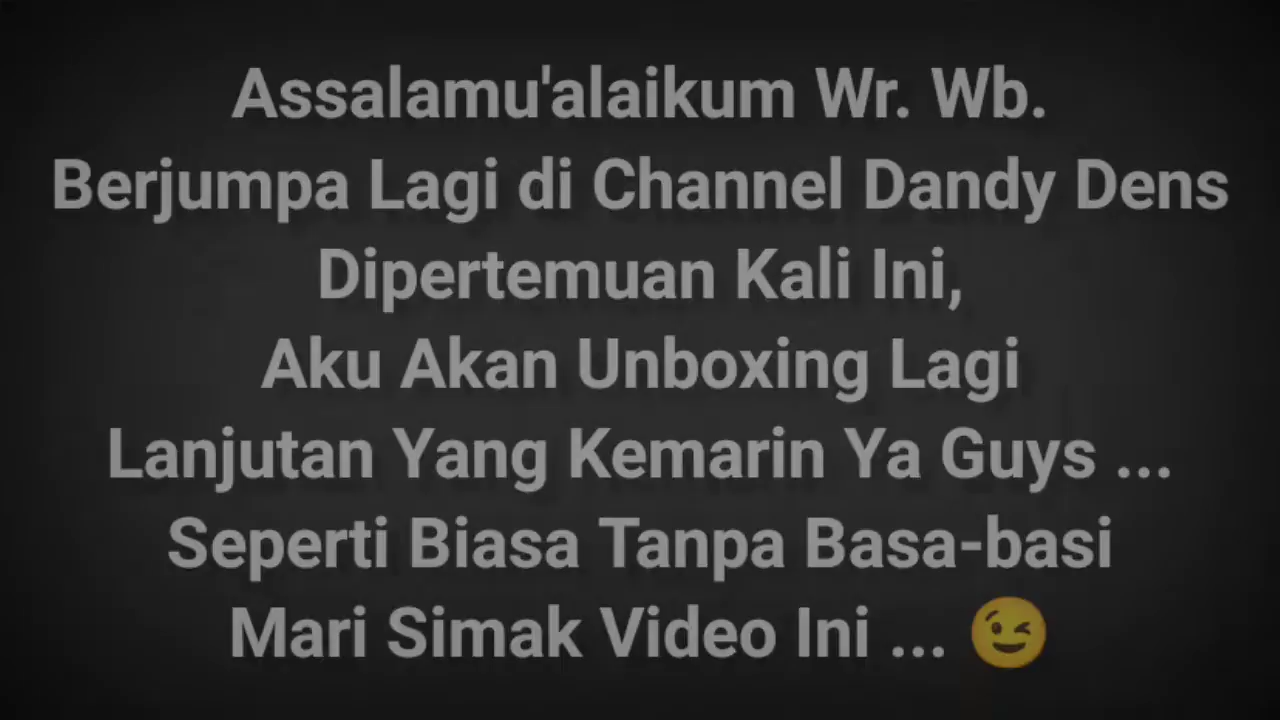 Assalamu'alaikum Wr. Wb.
Berjumpa Lagi di Channel Dandy Dens
Dipertemuan Kali Ini,
Aku Akan Unboxing Lagi
Lanjutan Yang Kemarin Ya Guys ...
Seperti Biasa Tanpa Basa-basi
Mari Simak Video Ini ... 😉